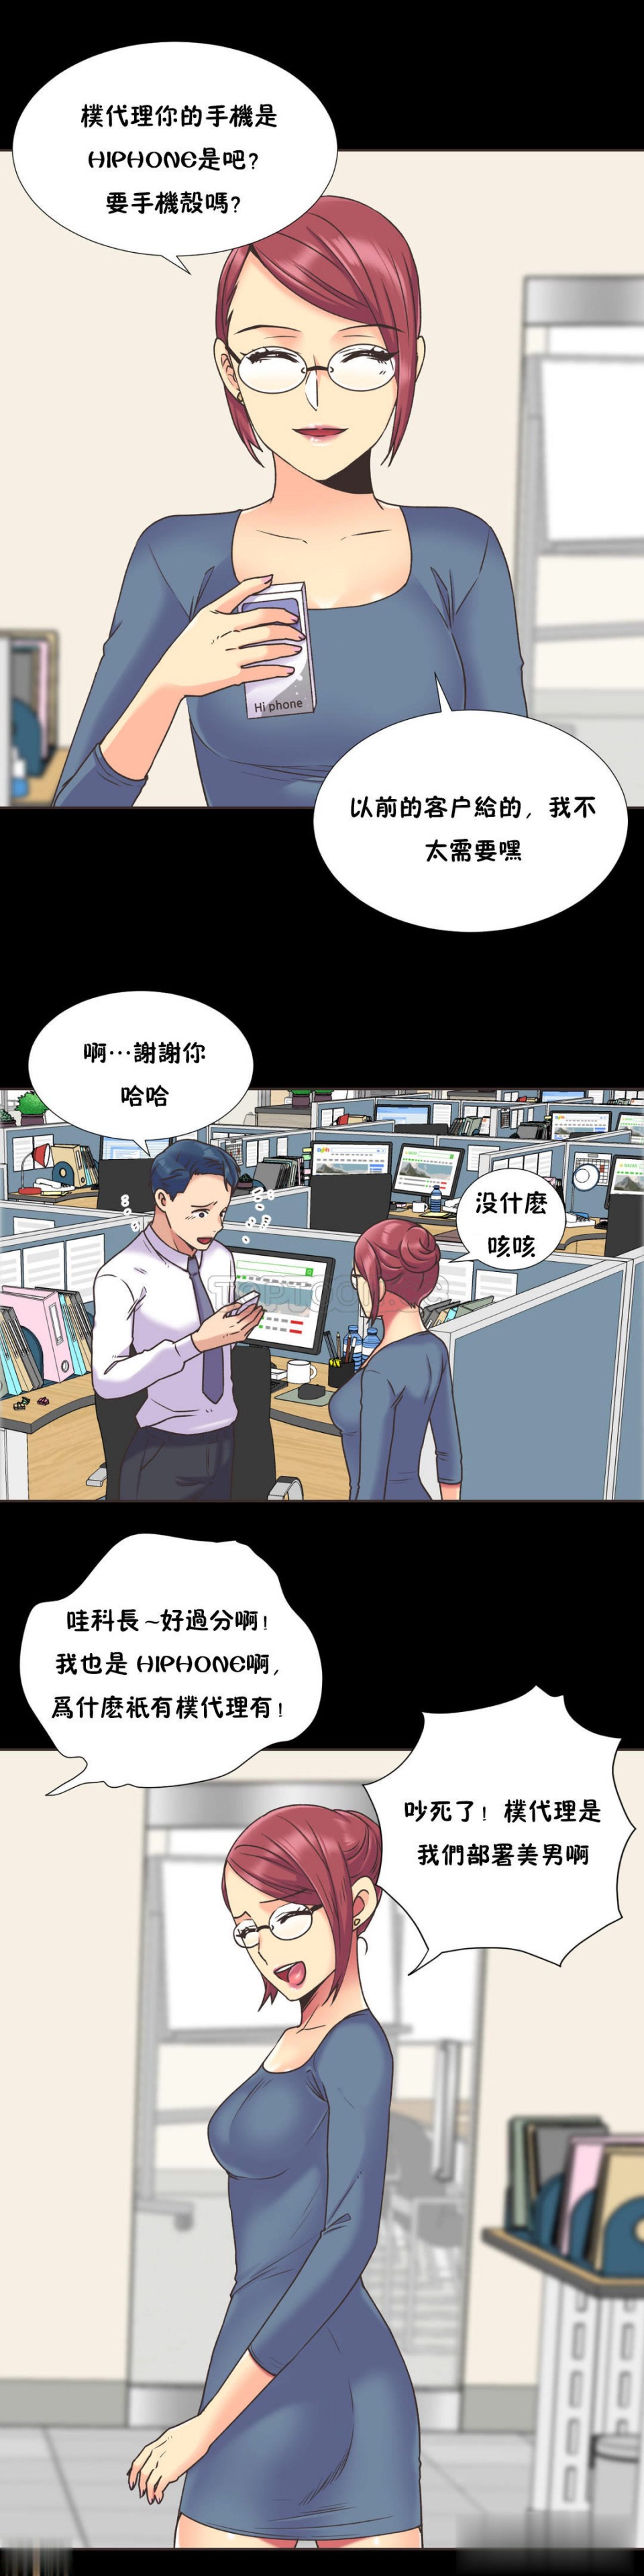 樸代理你的手機是
HIPHONE是吧?
要手機殼嗎?
Hi phone
以前的客户給的, 我不
太需要嘿
啊…謝謝你
哈哈
没什麽
咳咳
哇科長~好過分啊!
我也是 HIPHONE啊,
爲什麽衹有樸代理有!
吵死了! 樸代理是
我們部署美男啊